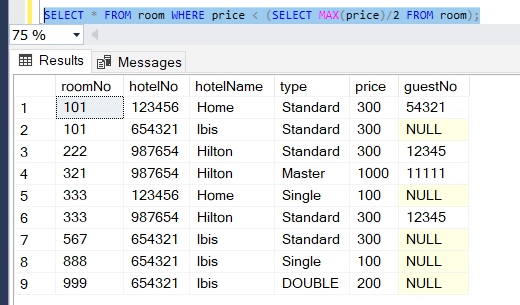 SELECT * FROM room WHERE price < (SELECT MAX(price)/2 FROM room);
75 %
Results Messages
roomNo hotelNo hotelName type price guestNo
1 101 123456 Home Standard 300 54321
2 101 654321 Ibis Standard 300 NULL
3 222 987654 Hilton Standard 300 12345
4 321 987654 Hilton Master 1000 11111
5 333 123456 Home Single 100 NULL
6 333 987654 Hilton Standard 300 12345
7 567 654321 Ibis Standard 300 NULL
8 888 654321 Ibis Single 100 NULL
9 999 654321 Ibis DOUBLE 200 NULL